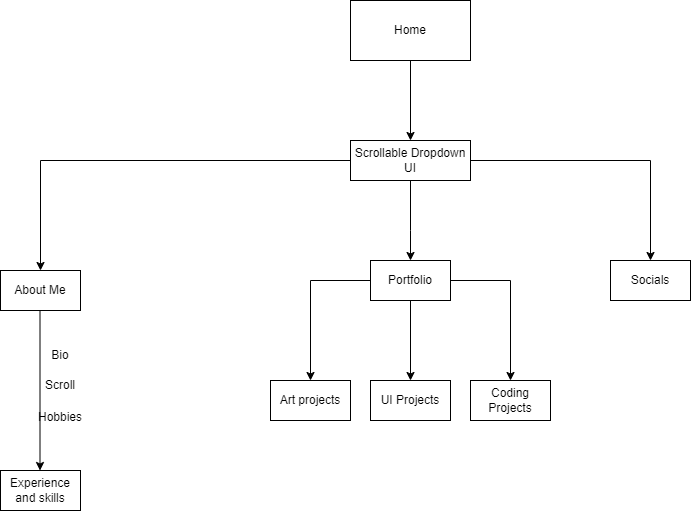 Home
Scrollable Dropdown
UI
About Me
Portfolio
Socials
Bio
Scroll
Hobbies
Art projects
UI Projects
Coding
Projects
Experience
and skills